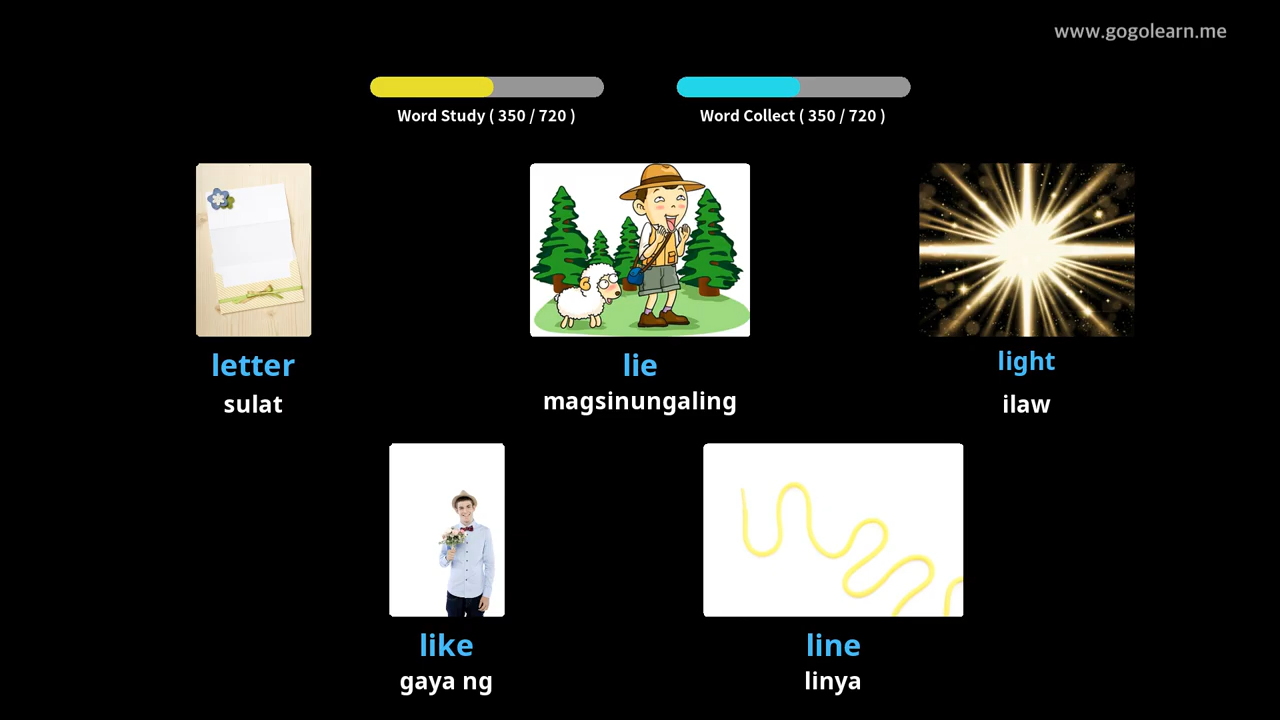 www.gogolearn.me
Word Study ( 350 / 720 )
Word Collect ( 350 / 720 )
letter
sulat
lie
magsinungaling
light
ilaw
like
gaya ng
line
linya